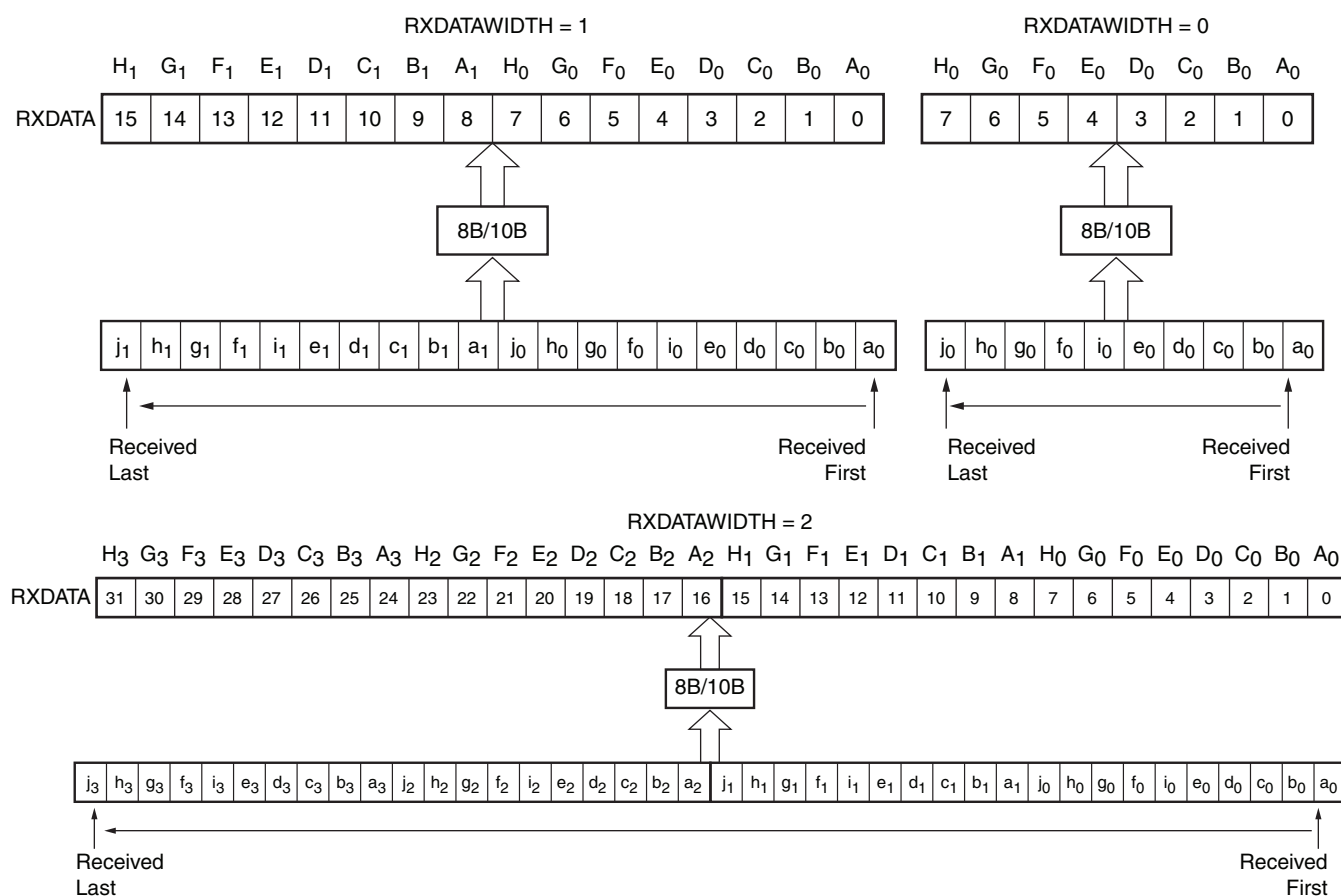 RXDATAWIDTH = 1
H1 G1 F1 E1 D1 C1 B1 A1 H0 G0 F0 E0 D0 C0 B0 A0
RXDATA 15 14 13 12 11 10 9 8 7 6 5 4 3 2 1 0
8B/10B
j1 h1 g1 f1 i1 e1 d1 c1 b1 a1 j0 h0 g0 f0 i0 e0 d0 c0 b0 a0
Received
Last
Received
First
RXDATAWIDTH = 0
H0 G0 F0 E0 D0 C0 B0 A0
7 6 5 4 3 2 1 0
8B/10B
j0 h0 g0 f0 i0 e0 d0 c0 b0 a0
Received
Last
Received
First
RXDATAWIDTH = 2
H3 G3 F3 E3 D3 C3 B3 A3 H2 G2 F2 E2 D2 C2 B2 A2 H1 G1 F1 E1 D1 C1 B1 A1 H0 G0 F0 E0 D0 C0 B0 A0
RXDATA 31 30 29 28 27 26 25 24 23 22 21 20 19 18 17 16 15 14 13 12 11 10 9 8 7 6 5 4 3 2 1 0
8B/10B
j3 h3 g3 f3 i3 e3 d3 c3 b3 a3 j2 h2 g2 f2 i2 e2 d2 c2 b2 a2 j1 h1 g1 f1 i1 e1 d1 c1 b1 a1 j0 h0 g0 f0 i0 e0 d0 c0 b0 a0
Received
Last
Received
First